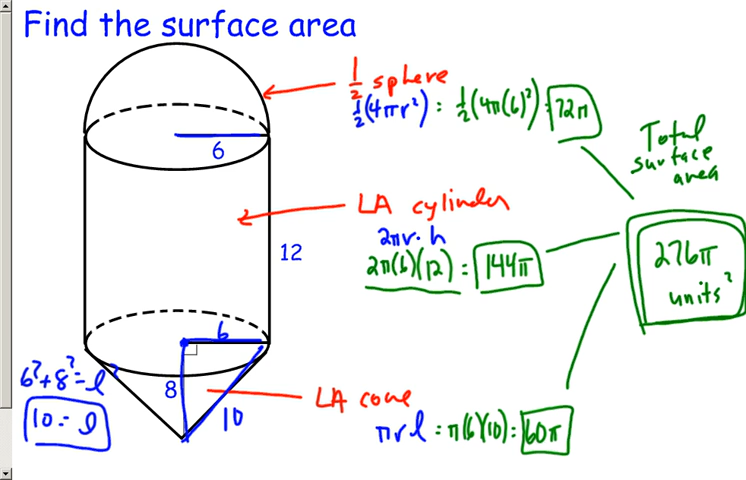 Find the surface area
1/2 sphere
1/2(4πr²) = 1/2(4π(6)²) = 72π
6
Total
surface
area
LA cylinder
2πr·h
2π(6)(12) = 144π
12
276π
units²
6
6²+8²=l²
8
10 = l
10
LA cone
πrl = π(6)(10) = 60π